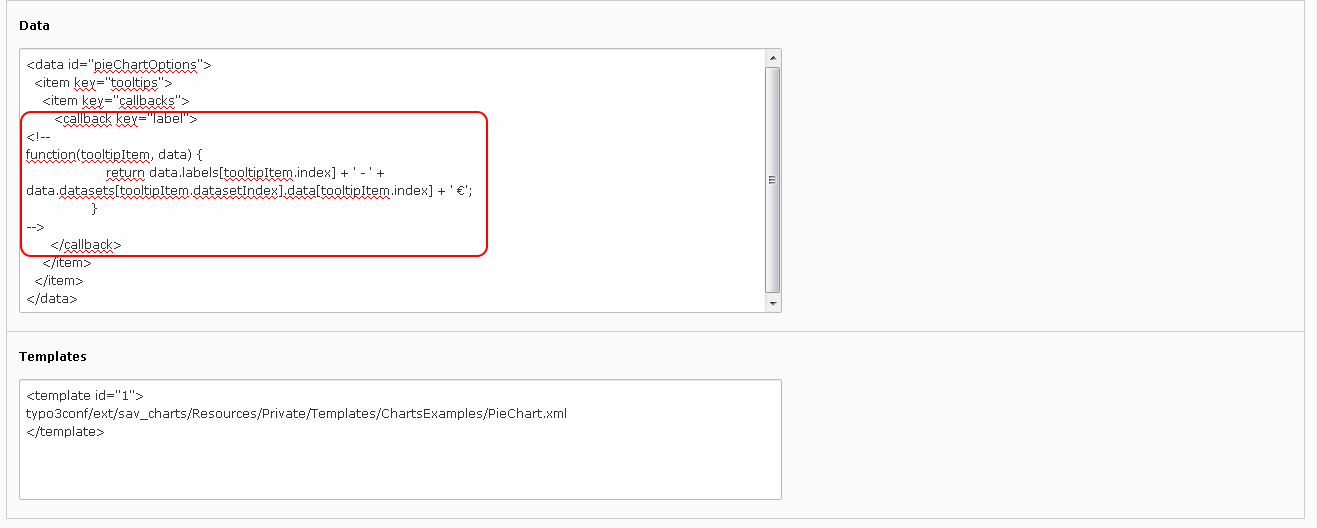 Data
<data id="pieChartOptions">
<item key="tooltips">
<item key="callbacks">
<callback key="label">
<!--
function(tooltipItem, data) {
return data.labels[tooltipItem.index] + ' - ' +
data.datasets[tooltipItem.datasetIndex].data[tooltipItem.index] + ' €';
}
-->
</callback>
</item>
</item>
</data>
Templates
<template id="1">
typo3conf/ext/sav_charts/Resources/Private/Templates/ChartsExamples/PieChart.xml
</template>